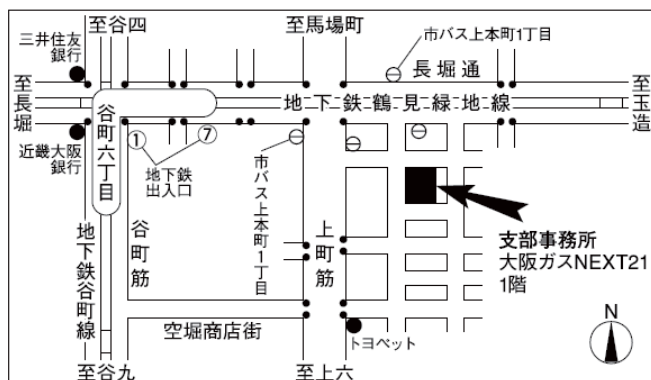 至谷四
至馬場町
市バス上本町1丁目
三井住友
銀行
長堀通
至長堀
地下鉄鶴見緑地線
至玉造
谷町六丁目
①
⑦
近畿大阪
銀行
地下鉄
出入口
市バス上本町1丁目
谷町筋
上町筋
地下鉄谷町線
支部事務所
大阪ガスNEXT21
1階
空堀商店街
トヨペット
N
至谷九
至上六